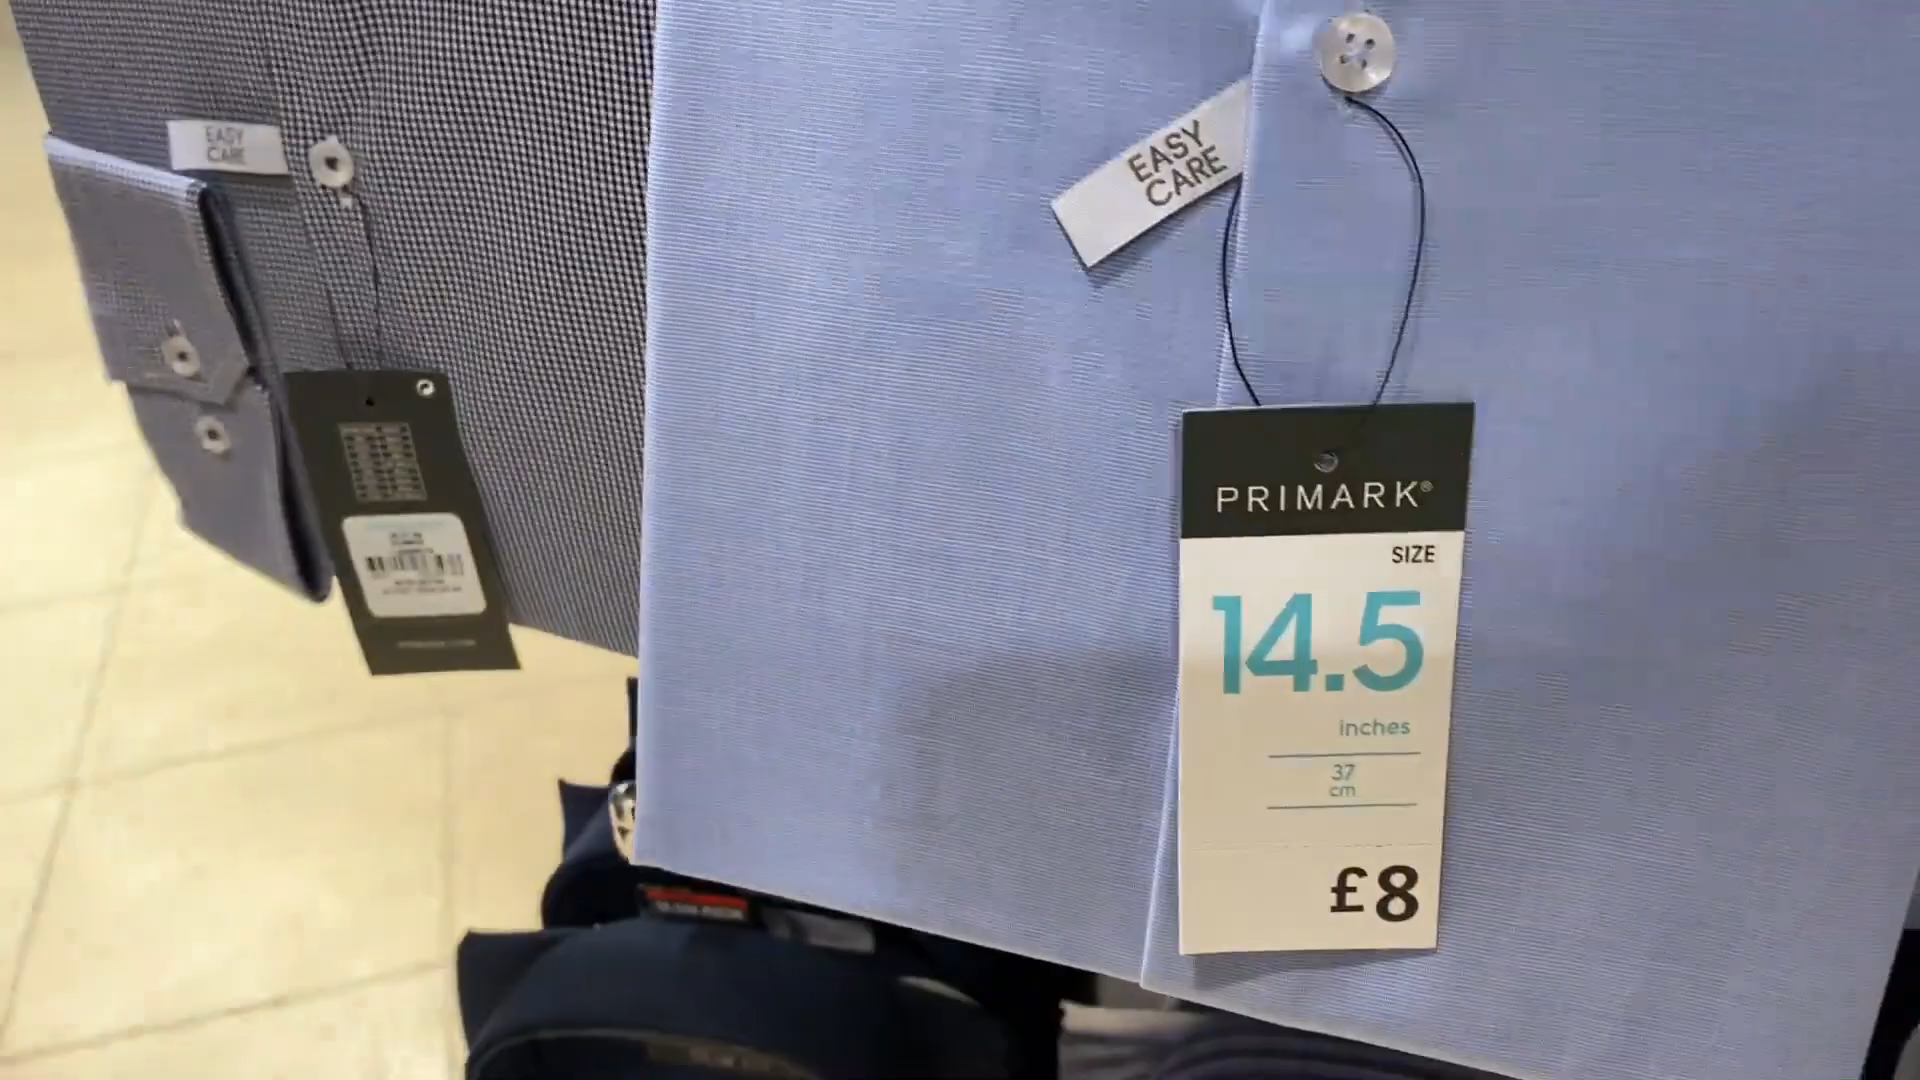 EASY
CARE
EASY
CARE
PRIMARK®
SIZE
14.5
inches
37
cm
£8